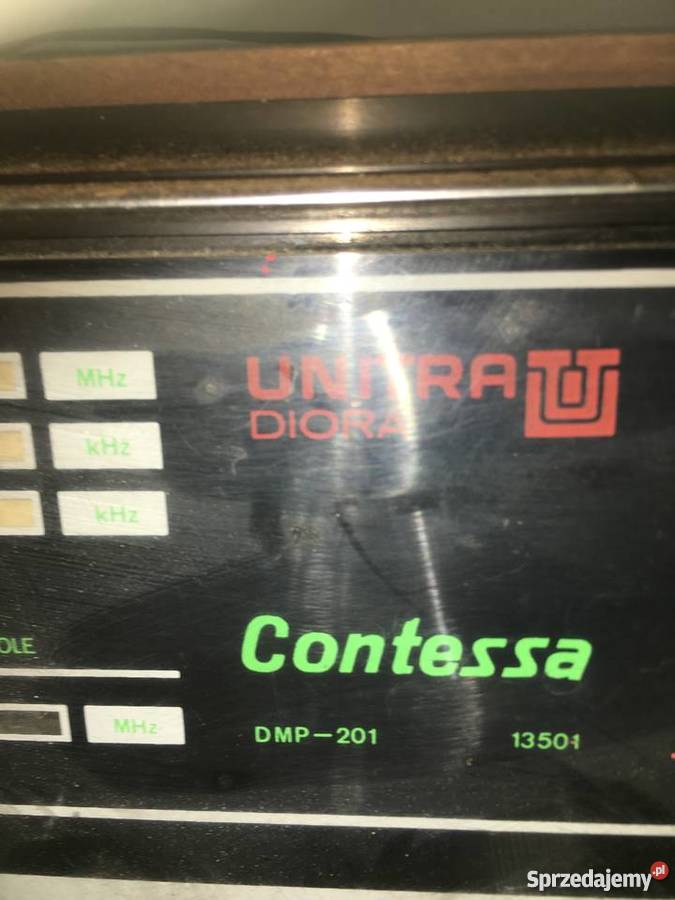 MHz
UNITRA
DIORA
kHz
kHz
OLE
Contessa
MHz
DMP-201 13501
Sprzedajemy.pl